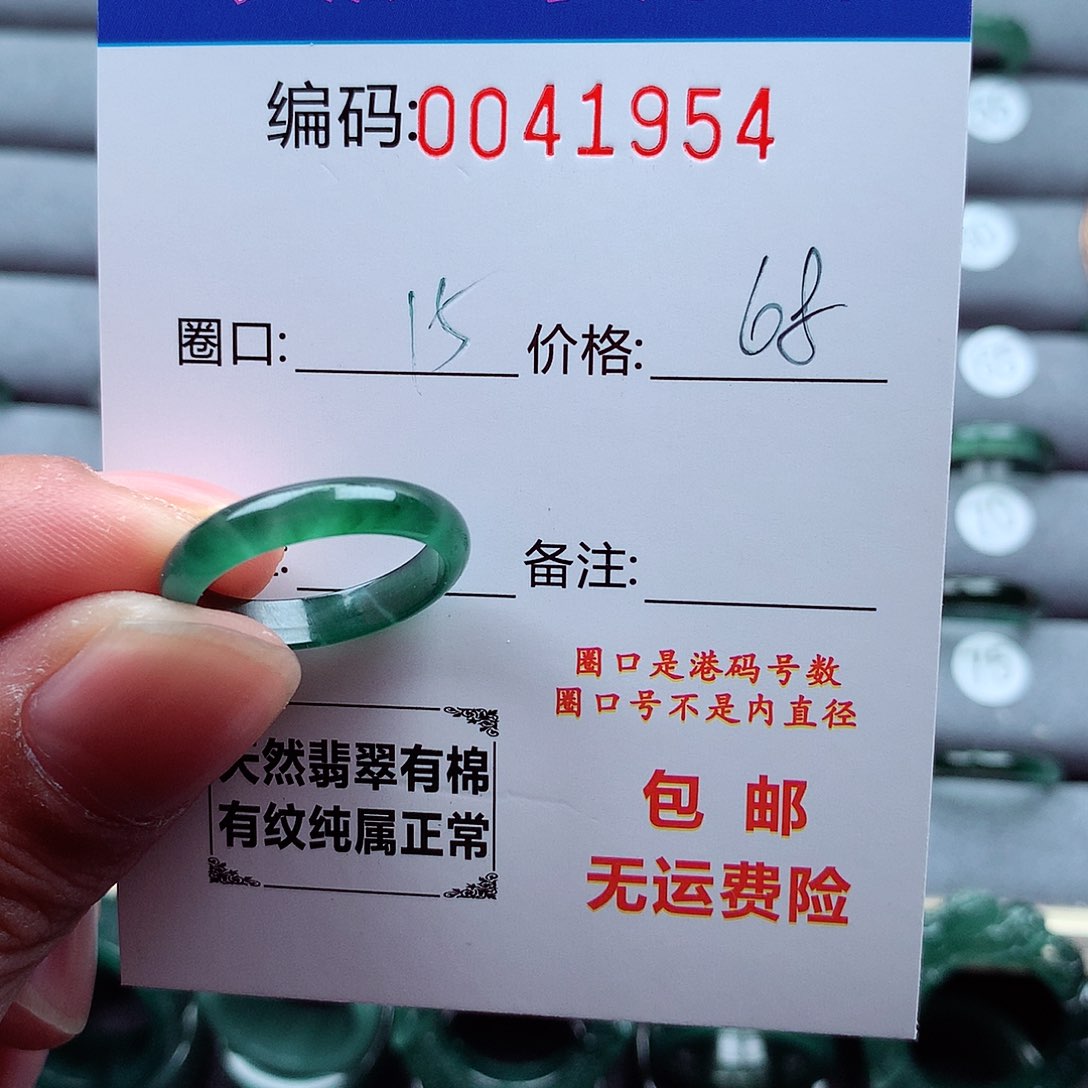 编码:0041954
圈口: 15 价格: 68
备注:
圈口是港码号数
圈口号不是内直径
天然翡翠有棉
有纹纯属正常
包邮
无运费险
15